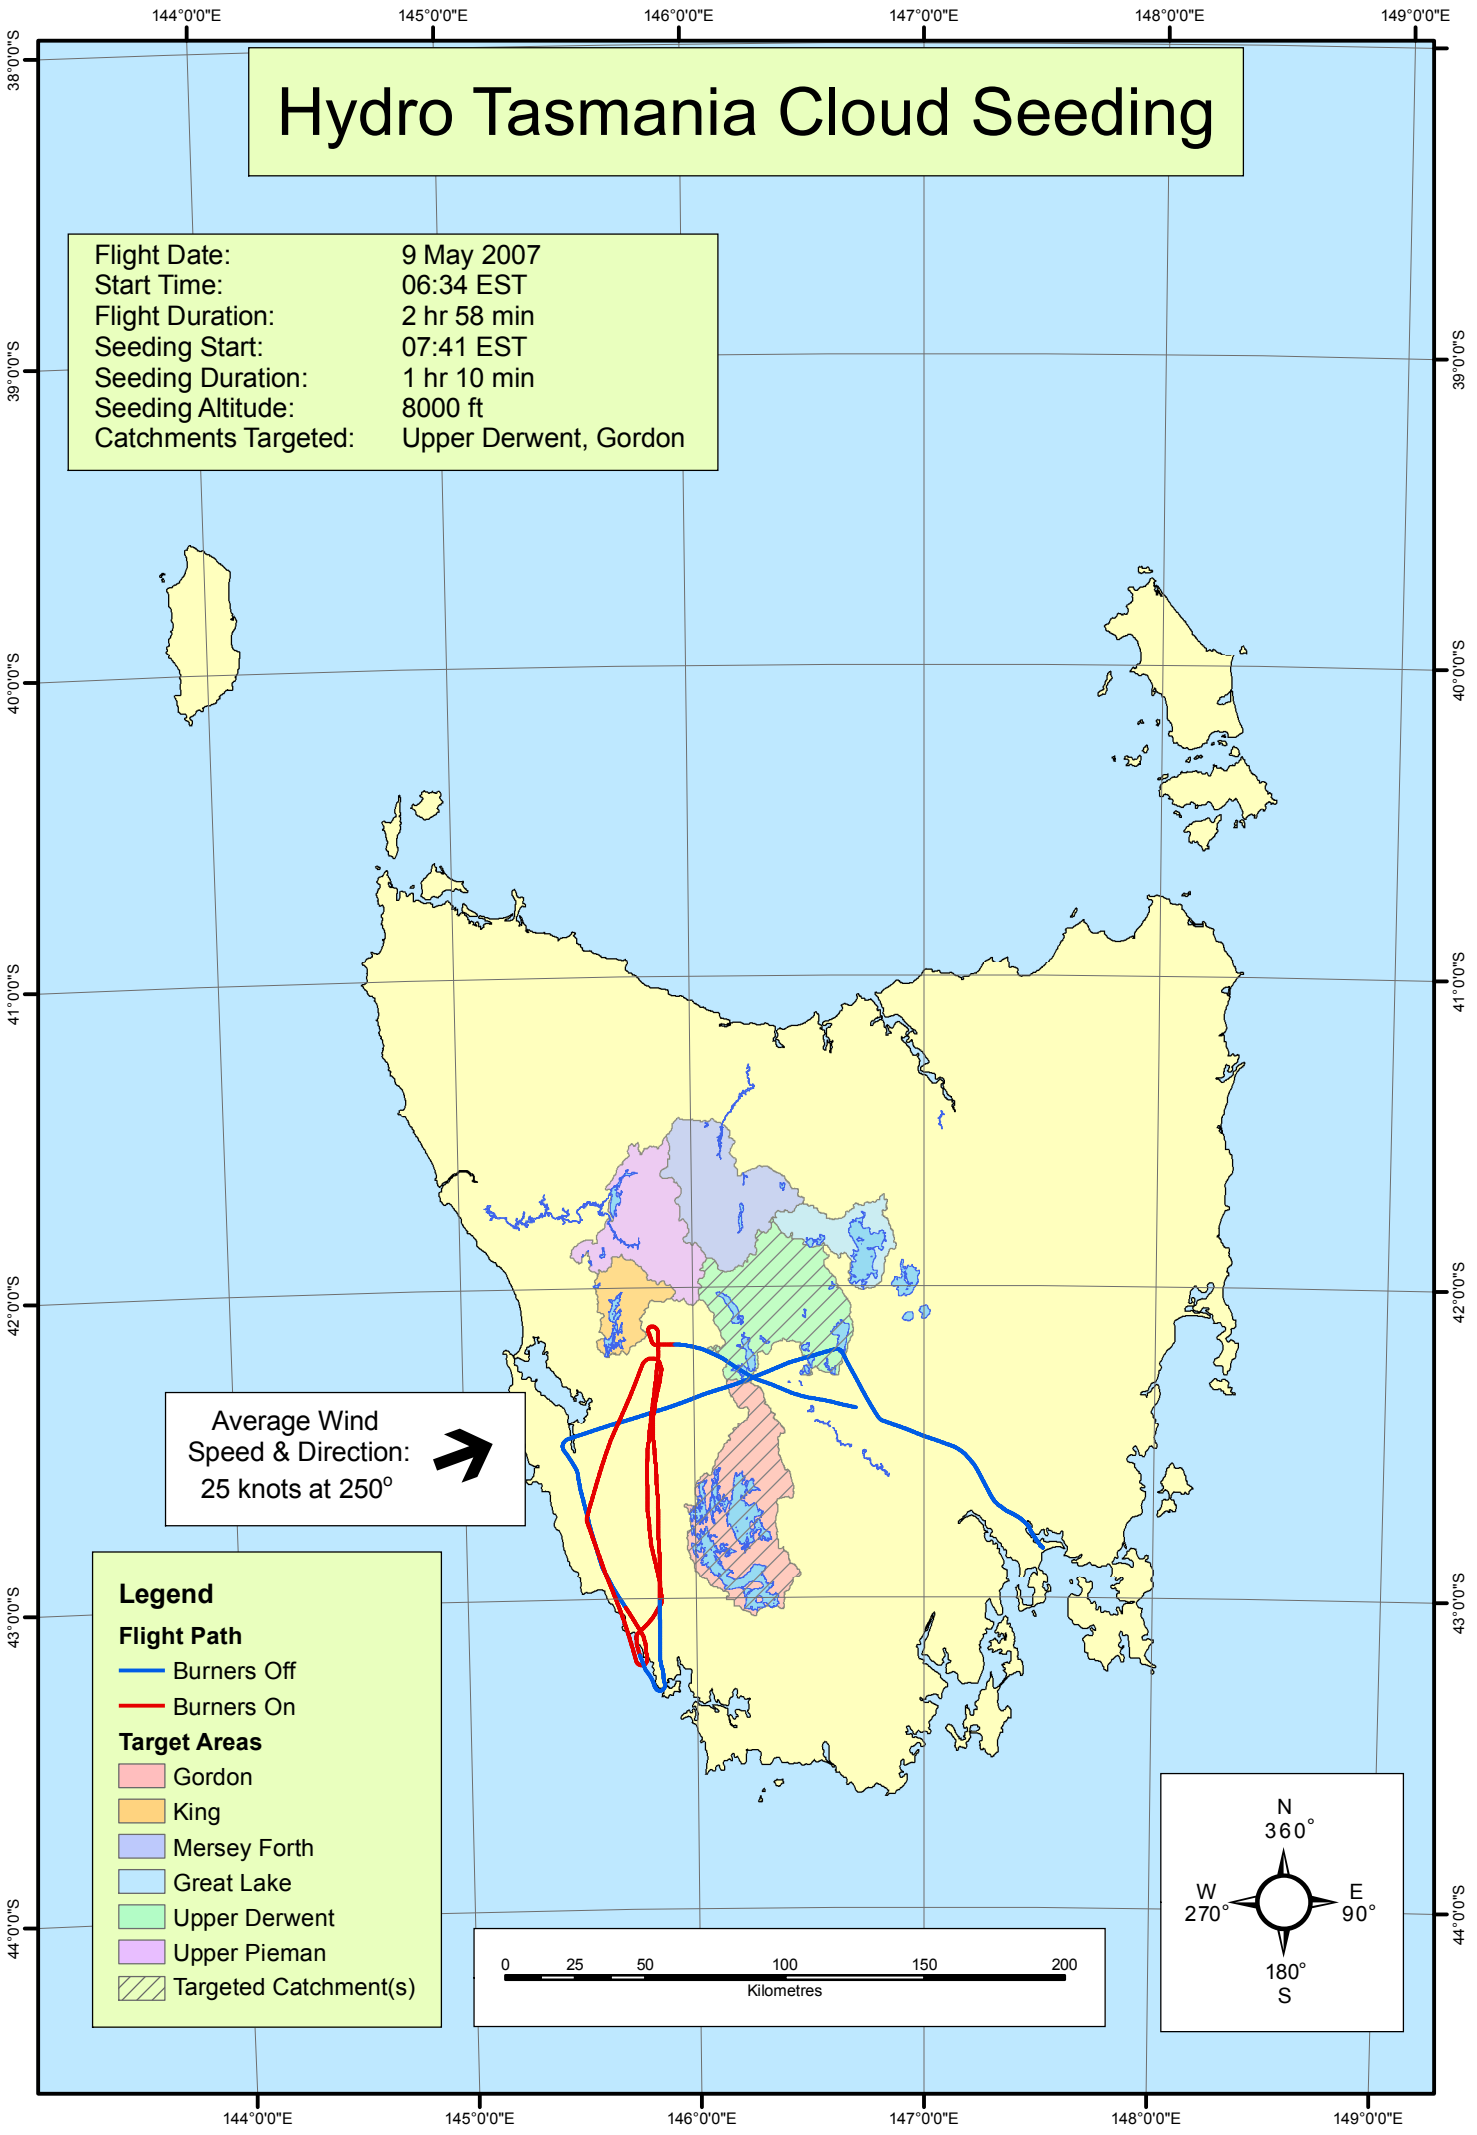 144°0'0"E 145°0'0"E 146°0'0"E 147°0'0"E 148°0'0"E 149°0'0"E
38°0'0"S
Hydro Tasmania Cloud Seeding
Flight Date: 9 May 2007
Start Time: 06:34 EST
Flight Duration: 2 hr 58 min
Seeding Start: 07:41 EST
Seeding Duration: 1 hr 10 min
Seeding Altitude: 8000 ft
Catchments Targeted: Upper Derwent, Gordon
39°0'0"S 39°0'0"S
40°0'0"S 40°0'0"S
41°0'0"S 41°0'0"S
42°0'0"S 42°0'0"S
Average Wind
Speed & Direction:
25 knots at 250°
Legend
43°0'0"S 43°0'0"S
Flight Path
Burners Off
Burners On
Target Areas
Gordon
King
Mersey Forth
Great Lake
Upper Derwent
Upper Pieman
Targeted Catchment(s)
44°0'0"S 44°0'0"S
0 25 50 100 150 200
Kilometres
N
360°
W E
270° 90°
180°
S
144°0'0"E 145°0'0"E 146°0'0"E 147°0'0"E 148°0'0"E 149°0'0"E